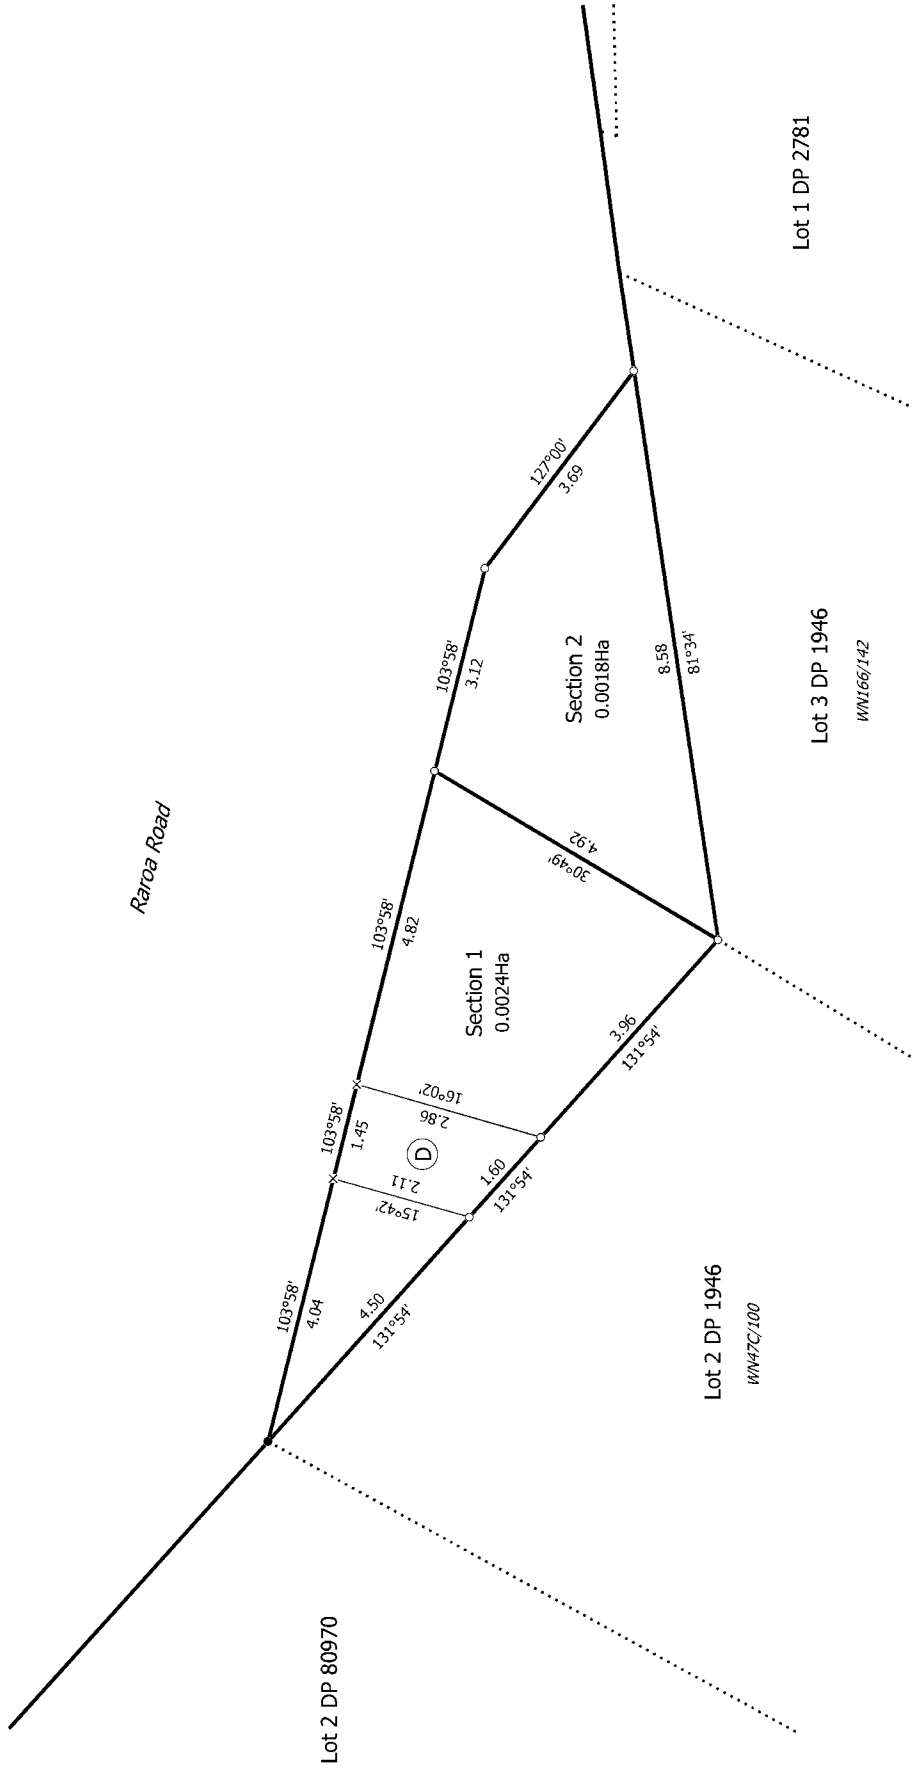 Raroa Road
Lot 1 DP 2781
127°00'
3.69
103°58'
3.12
Section 2
0.0018Ha
8.58
81°34'
Lot 3 DP 1946
WN166/142
4.92
30°49'
103°58'
4.82
Section 1
0.0024Ha
3.96
131°54'
103°58'
1.45
16°02'
2.86
D
2.11
15°42'
1.60
131°54'
103°58'
4.04
4.50
131°54'
Lot 2 DP 1946
WN47C/100
Lot 2 DP 80970